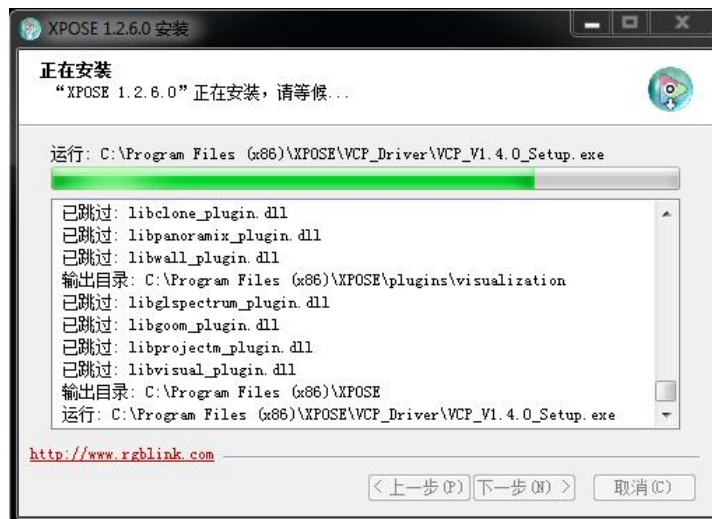 XPOSE 1.2.6.0 安装
正在安装
“XPOSE 1.2.6.0”正在安装，请等候...
运行: C:\Program Files (x86)\XPOSE\VCP_Driver\VCP_V1.4.0_Setup.exe
已跳过: libclone_plugin.dll
已跳过: libpanoramix_plugin.dll
已跳过: libwall_plugin.dll
输出目录: C:\Program Files (x86)\XPOSE\plugins\visualization
已跳过: libglspectrum_plugin.dll
已跳过: libgoom_plugin.dll
已跳过: libprojectm_plugin.dll
已跳过: libvisual_plugin.dll
输出目录: C:\Program Files (x86)\XPOSE
运行: C:\Program Files (x86)\XPOSE\VCP_Driver\VCP_V1.4.0_Setup.exe
http://www.rgblink.com
< 上一步(P) 下一步(N) > 取消(C)